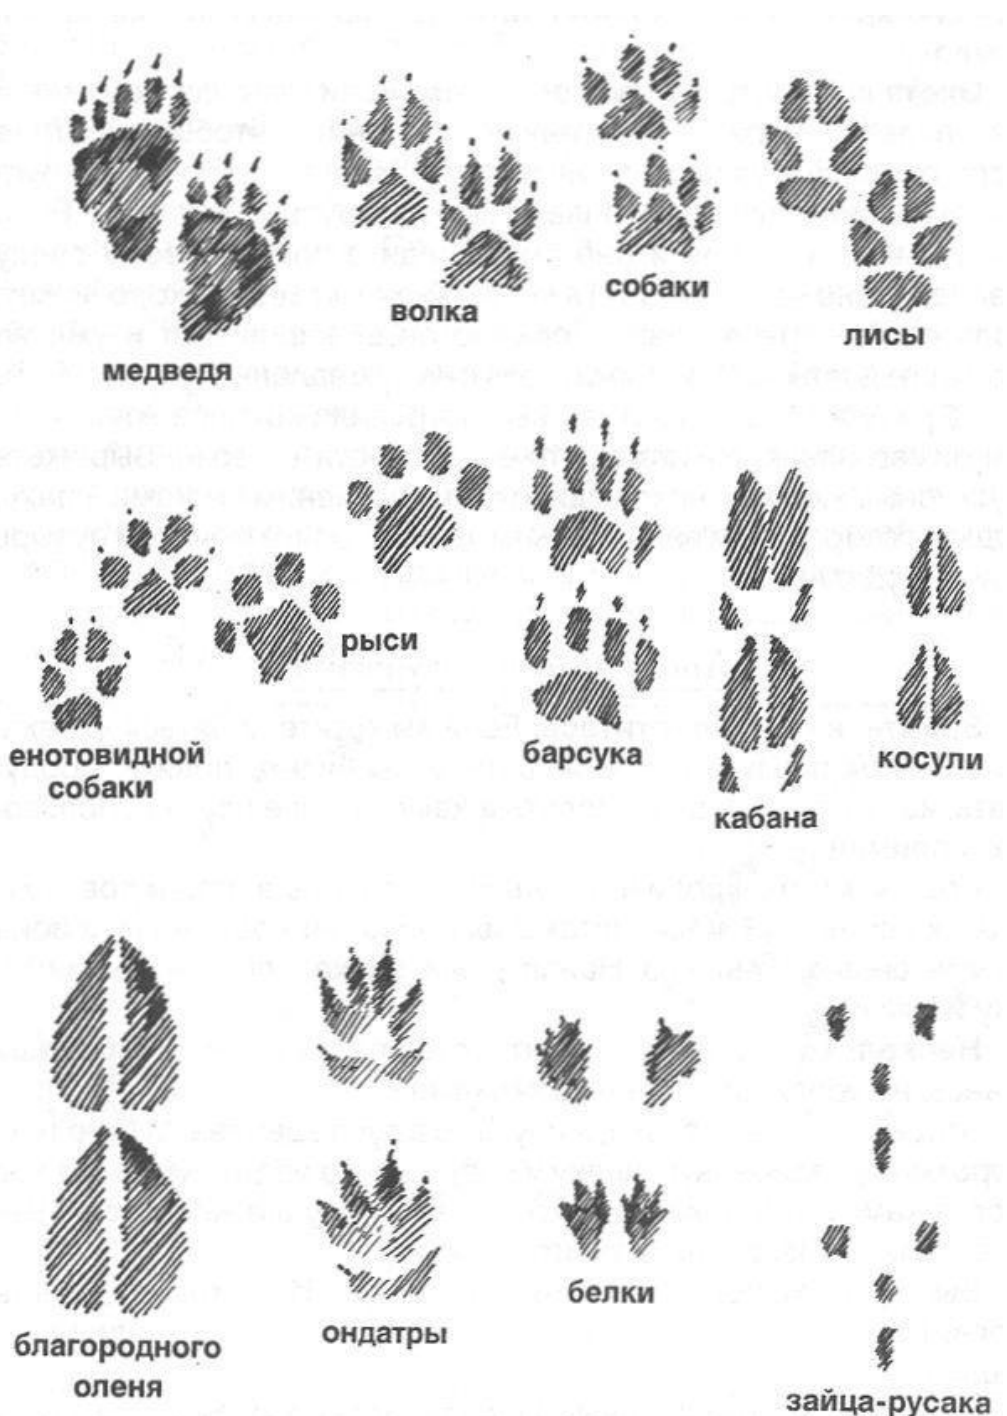 медведя
волка
собаки
лисы
енотовидной
собаки
рыси
барсука
кабана
косули
благородного
оленя
ондатры
белки
зайца-русака